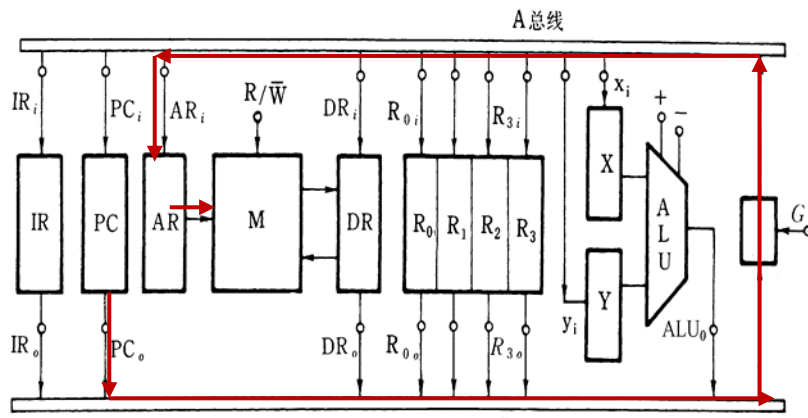 A总线
IRᵢ PCᵢ ARᵢ R/W̅ DRᵢ R₀ᵢ R₃ᵢ xᵢ + −
IR PC AR M DR R₀ R₁ R₂ R₃ X Y ALU G
IRₒ PCₒ DRₒ R₀ₒ R₃ₒ yᵢ ALU₀